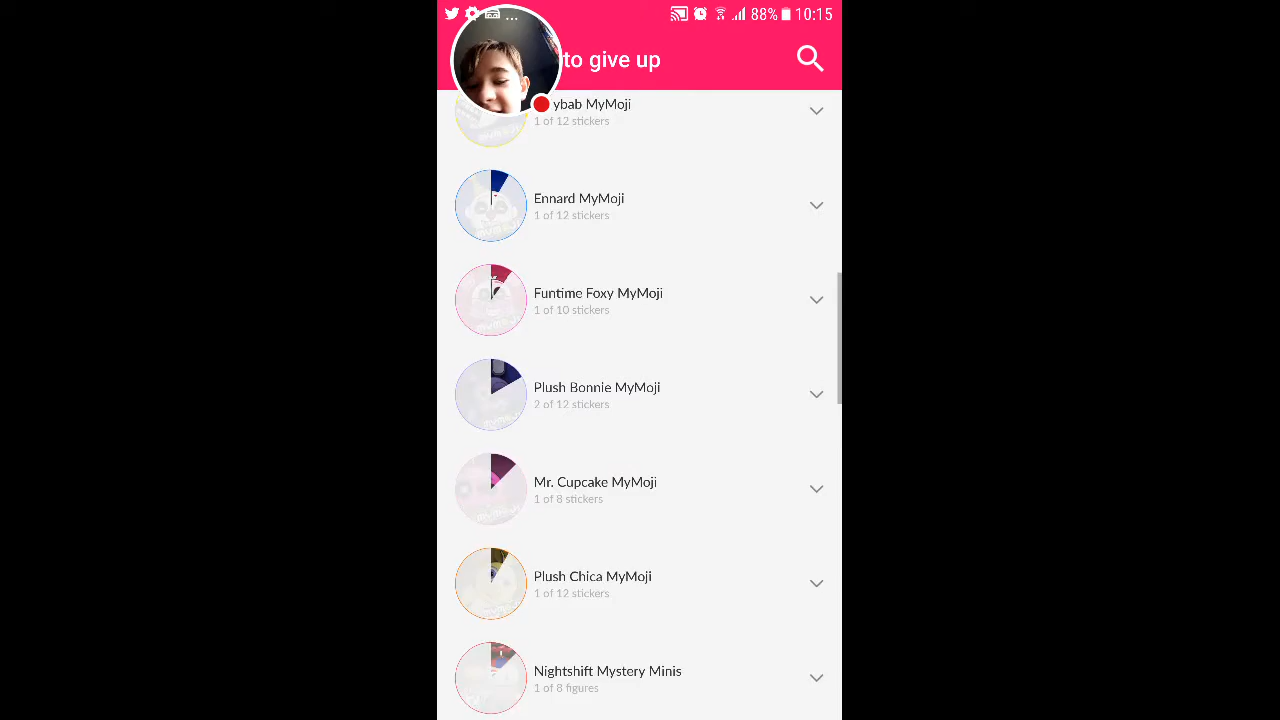 ... 88% 10:15
to give up
ybab MyMoji
1 of 12 stickers
Ennard MyMoji
1 of 12 stickers
Funtime Foxy MyMoji
1 of 10 stickers
Plush Bonnie MyMoji
2 of 12 stickers
Mr. Cupcake MyMoji
1 of 8 stickers
Plush Chica MyMoji
1 of 12 stickers
Nightshift Mystery Minis
1 of 8 figures